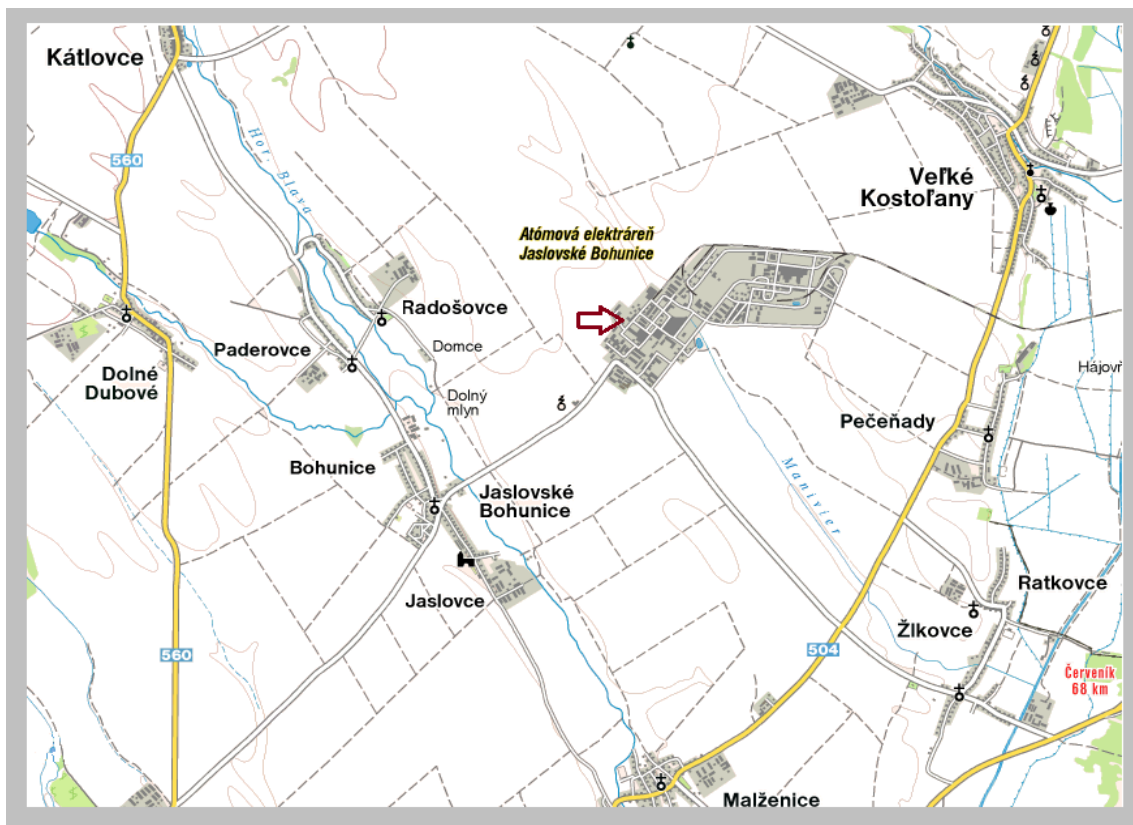 Kátlovce
560
Hor. Blava
Veľké
Kostoľany
Atómová elektráreň
Jaslovské Bohunice
Radošovce
Paderovce
Domce
Dolné
Dubové
Dolný
mlyn
Pečeňady
Bohunice
Jaslovské
Bohunice
Manivier
Jaslovce
Ratkovce
Žlkovce
560
504
Červeník
68 km
Malženice